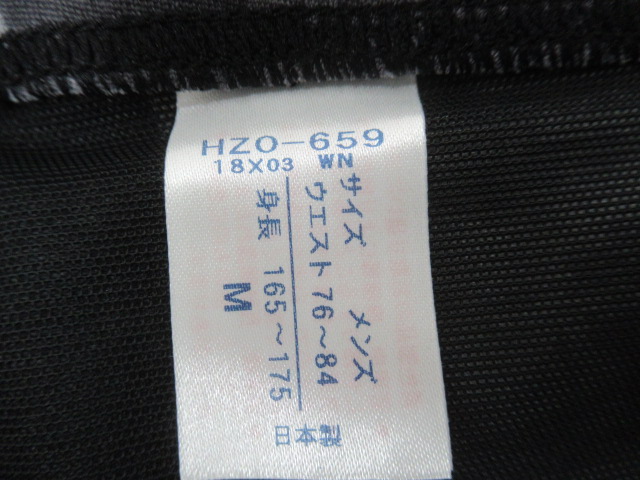 HZO-659
18X03 WN
サイズ メンズ
ウエスト 76～84
身長 165～175
M
日本製